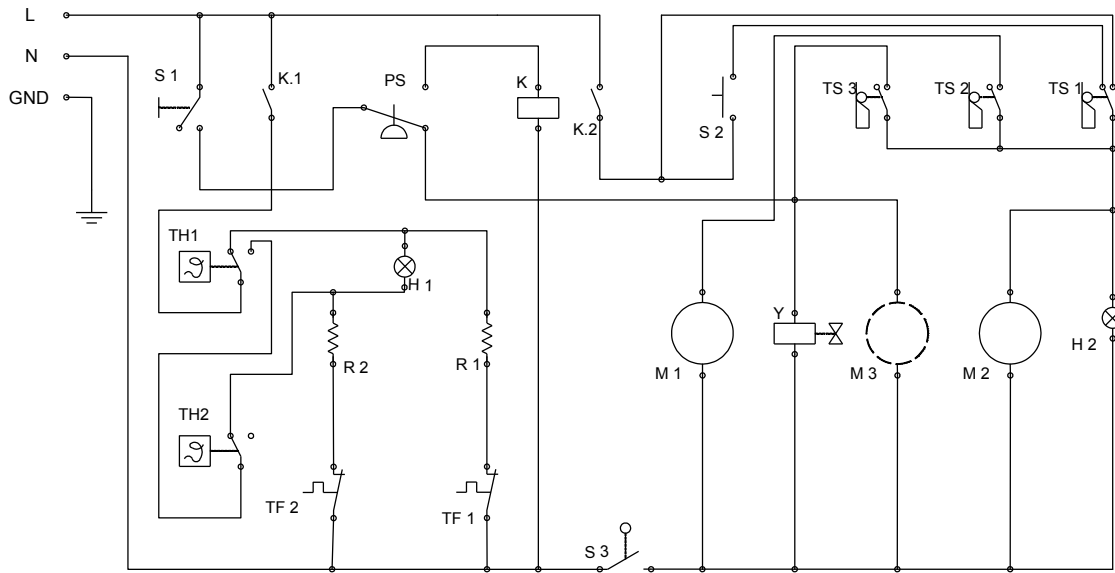 L
N
S 1
K.1
PS
K
GND
K.2
S 2
TS 3
TS 2
TS 1
TH1
H 1
R 2
R 1
M 1
Y
M 3
M 2
H 2
TH2
TF 2
TF 1
S 3